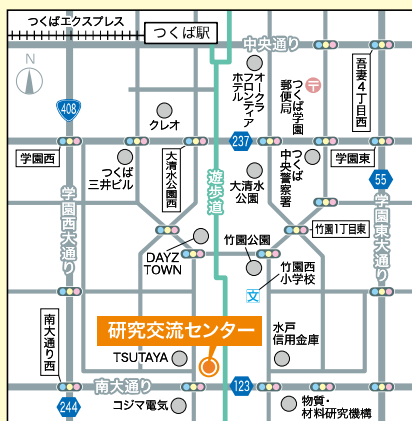 つくばエクスプレス
つくば駅
中央通り
N
408
クレオ
オークラ
フロンティア
ホテル
つくば学園
郵便局
吾妻4丁目西
学園西
つくば
三井ビル
大清水公園西
237
遊歩道
大清水
公園
つくば
中央警察署
学園東
55
学園西大通り
学園東大通り
DAYZ
TOWN
竹園公園
竹園1丁目東
文
竹園西
小学校
研究交流センター
南大通り西
TSUTAYA
水戸
信用金庫
244
南大通り
コジマ電気
123
物質・
材料研究機構